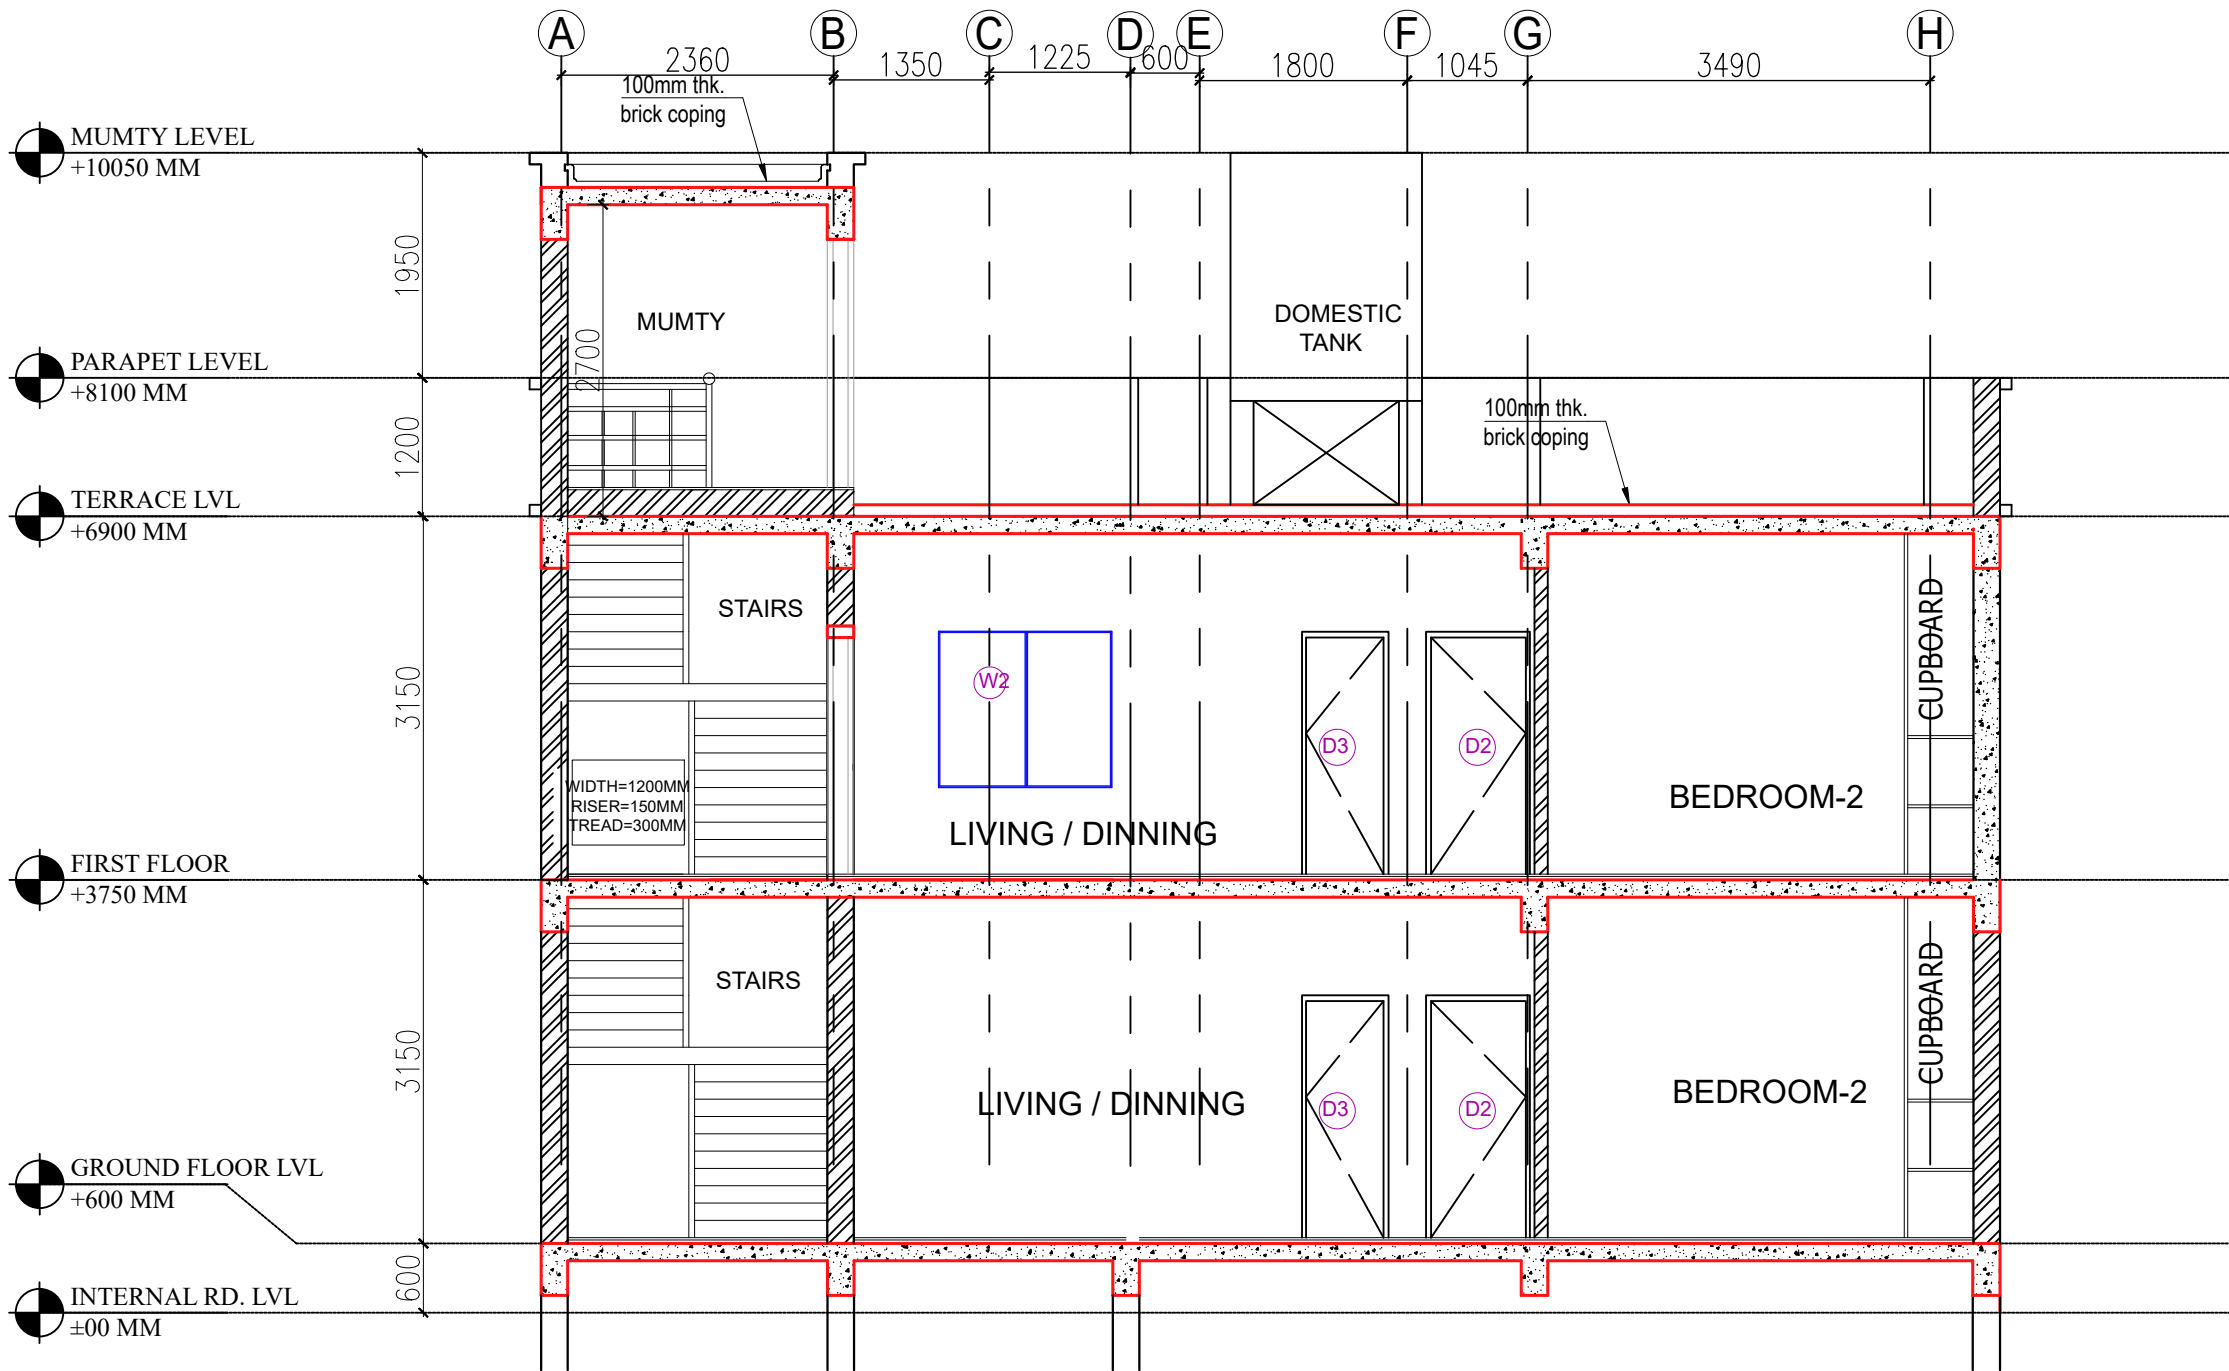 A B C D E F G H
2360 1350 1225 600 1800 1045 3490
100mm thk.
brick coping
MUMTY LEVEL
+10050 MM
1950
MUMTY
2700
DOMESTIC
TANK
PARAPET LEVEL
+8100 MM
1200
100mm thk.
brick coping
TERRACE LVL
+6900 MM
3150
STAIRS
CUPBOARD
W2
D3
D2
WIDTH=1200MM
RISER=150MM
TREAD=300MM
LIVING / DINNING
BEDROOM-2
FIRST FLOOR
+3750 MM
3150
STAIRS
CUPBOARD
LIVING / DINNING
D3
D2
BEDROOM-2
GROUND FLOOR LVL
+600 MM
600
INTERNAL RD. LVL
±00 MM